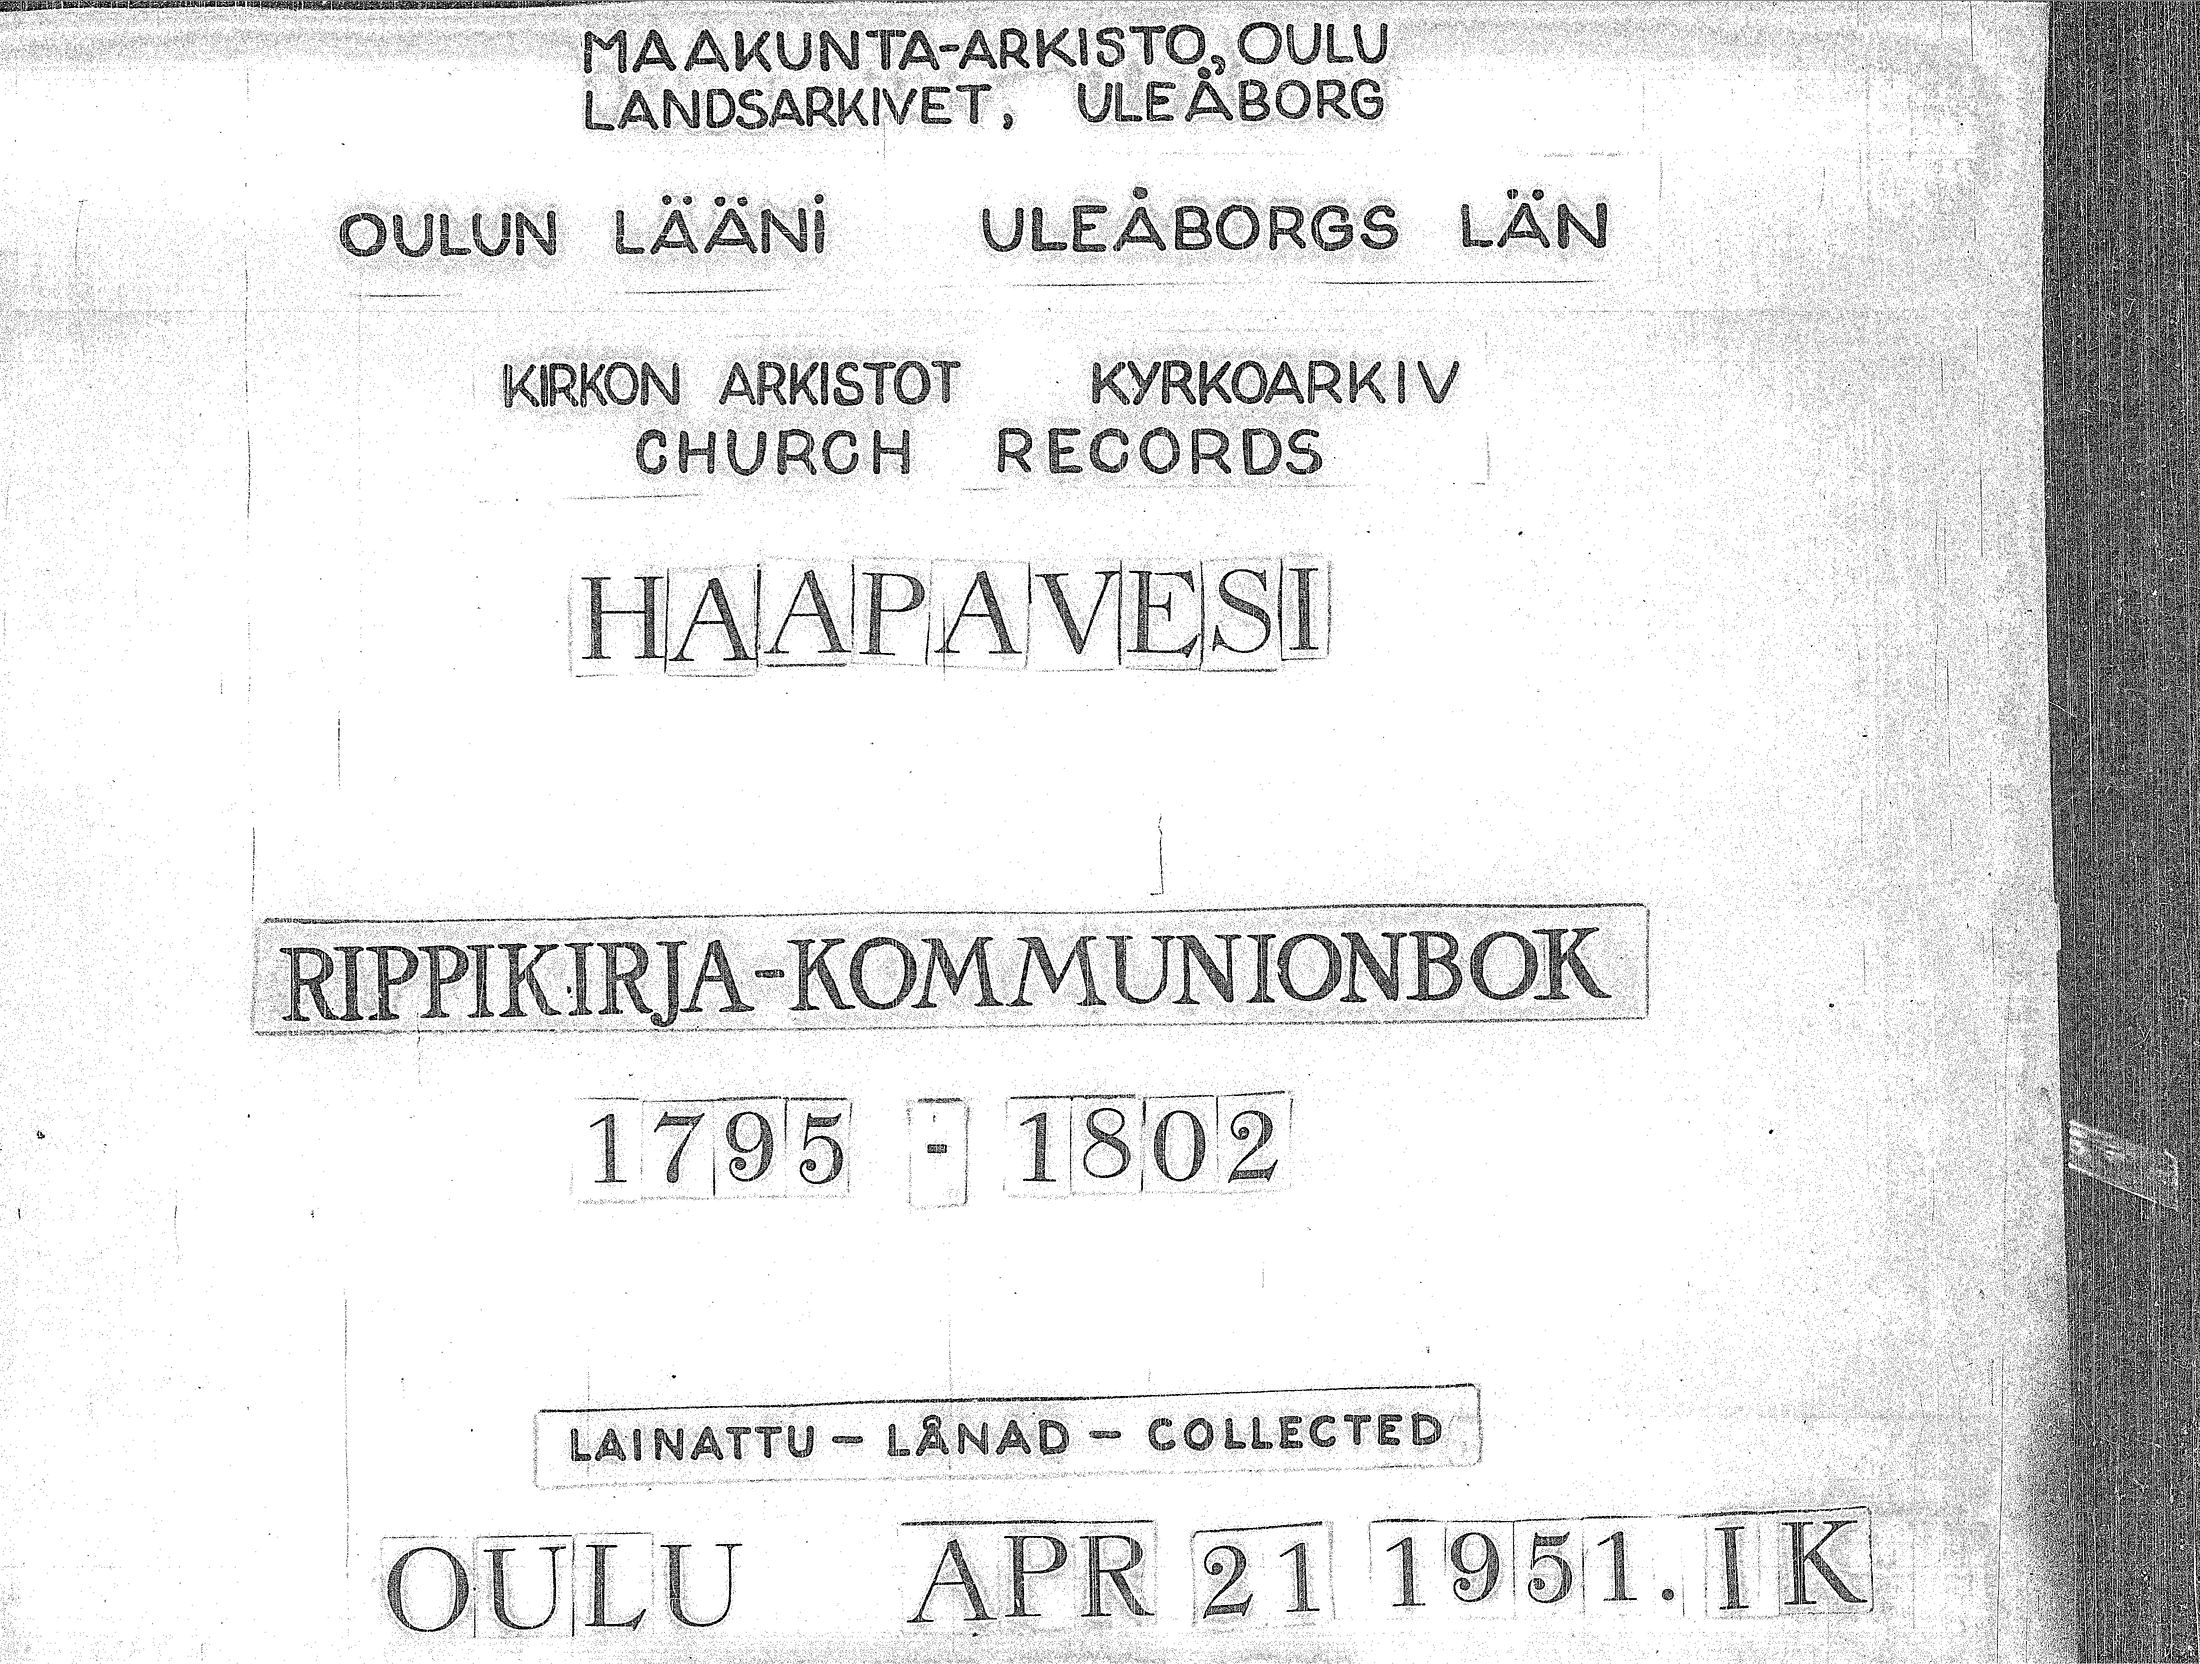 MAAKUNTA-ARKISTO, OULU
LANDSARKIVET, ULEÅBORG
OULUN LÄÄNI ULEÅBORGS LÄN
KIRKON ARKISTOT KYRKOARKIV
CHURCH RECORDS
HAAPAVESI
RIPPIKIRJA-KOMMUNIONBOK
1795 - 1802
LAINATTU - LÅNAD - COLLECTED
OULU APR 21 1951. IK